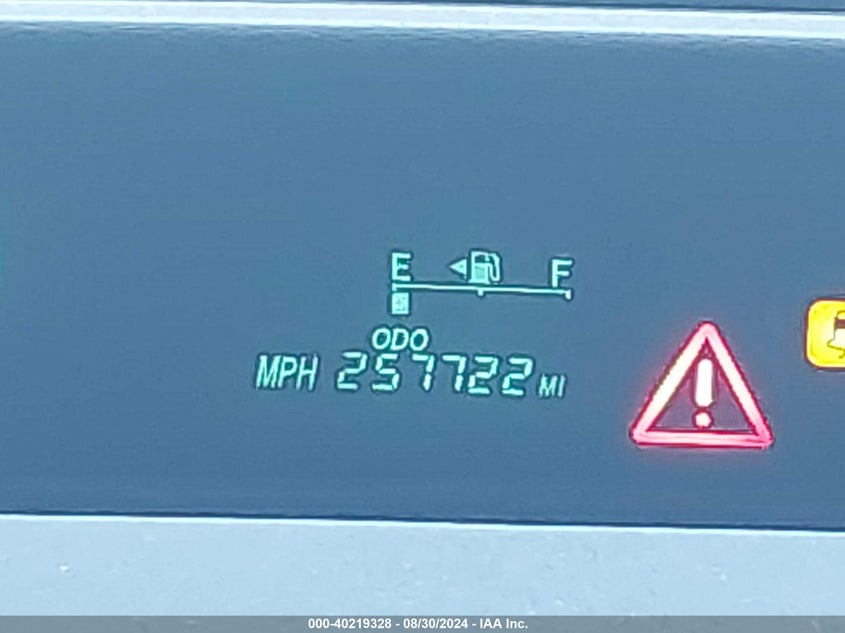 E F
ODO
MPH 257722 MI
000-40219328 - 08/30/2024 - IAA Inc.